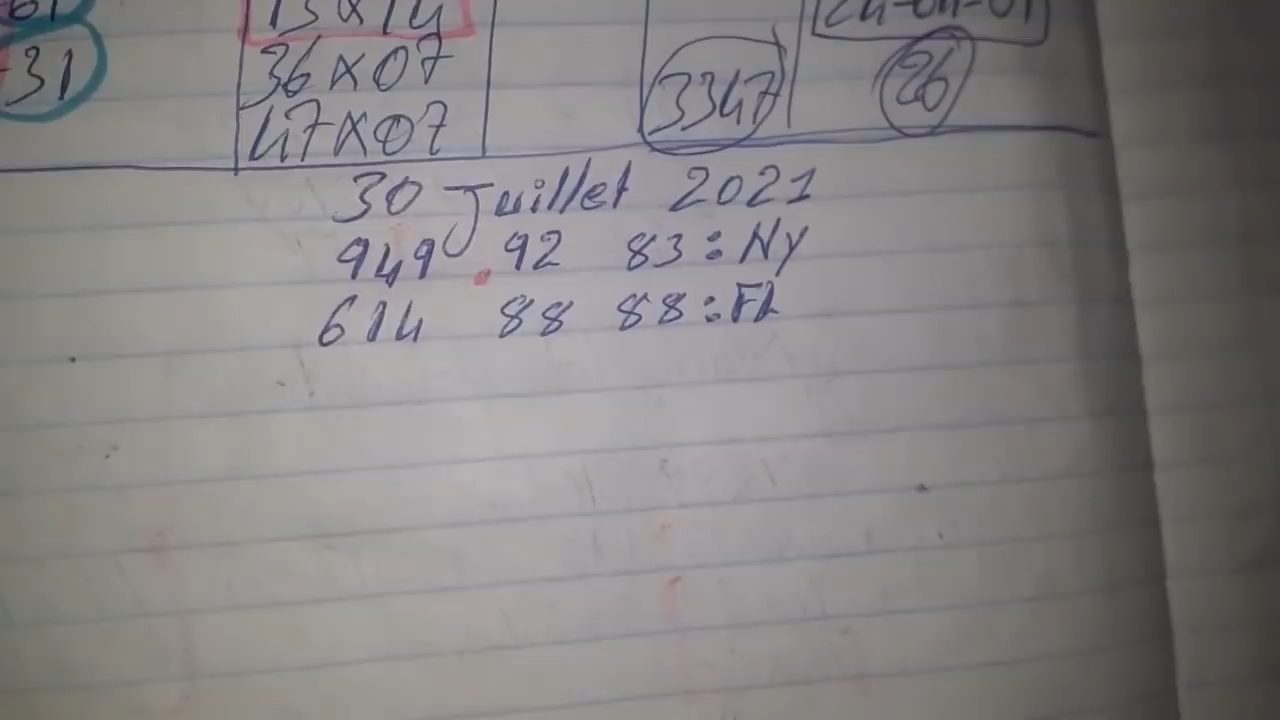 31
36x07
47x07
3347
26
30 Juillet 2021
949 92 83 : NY
614 88 88 : FL